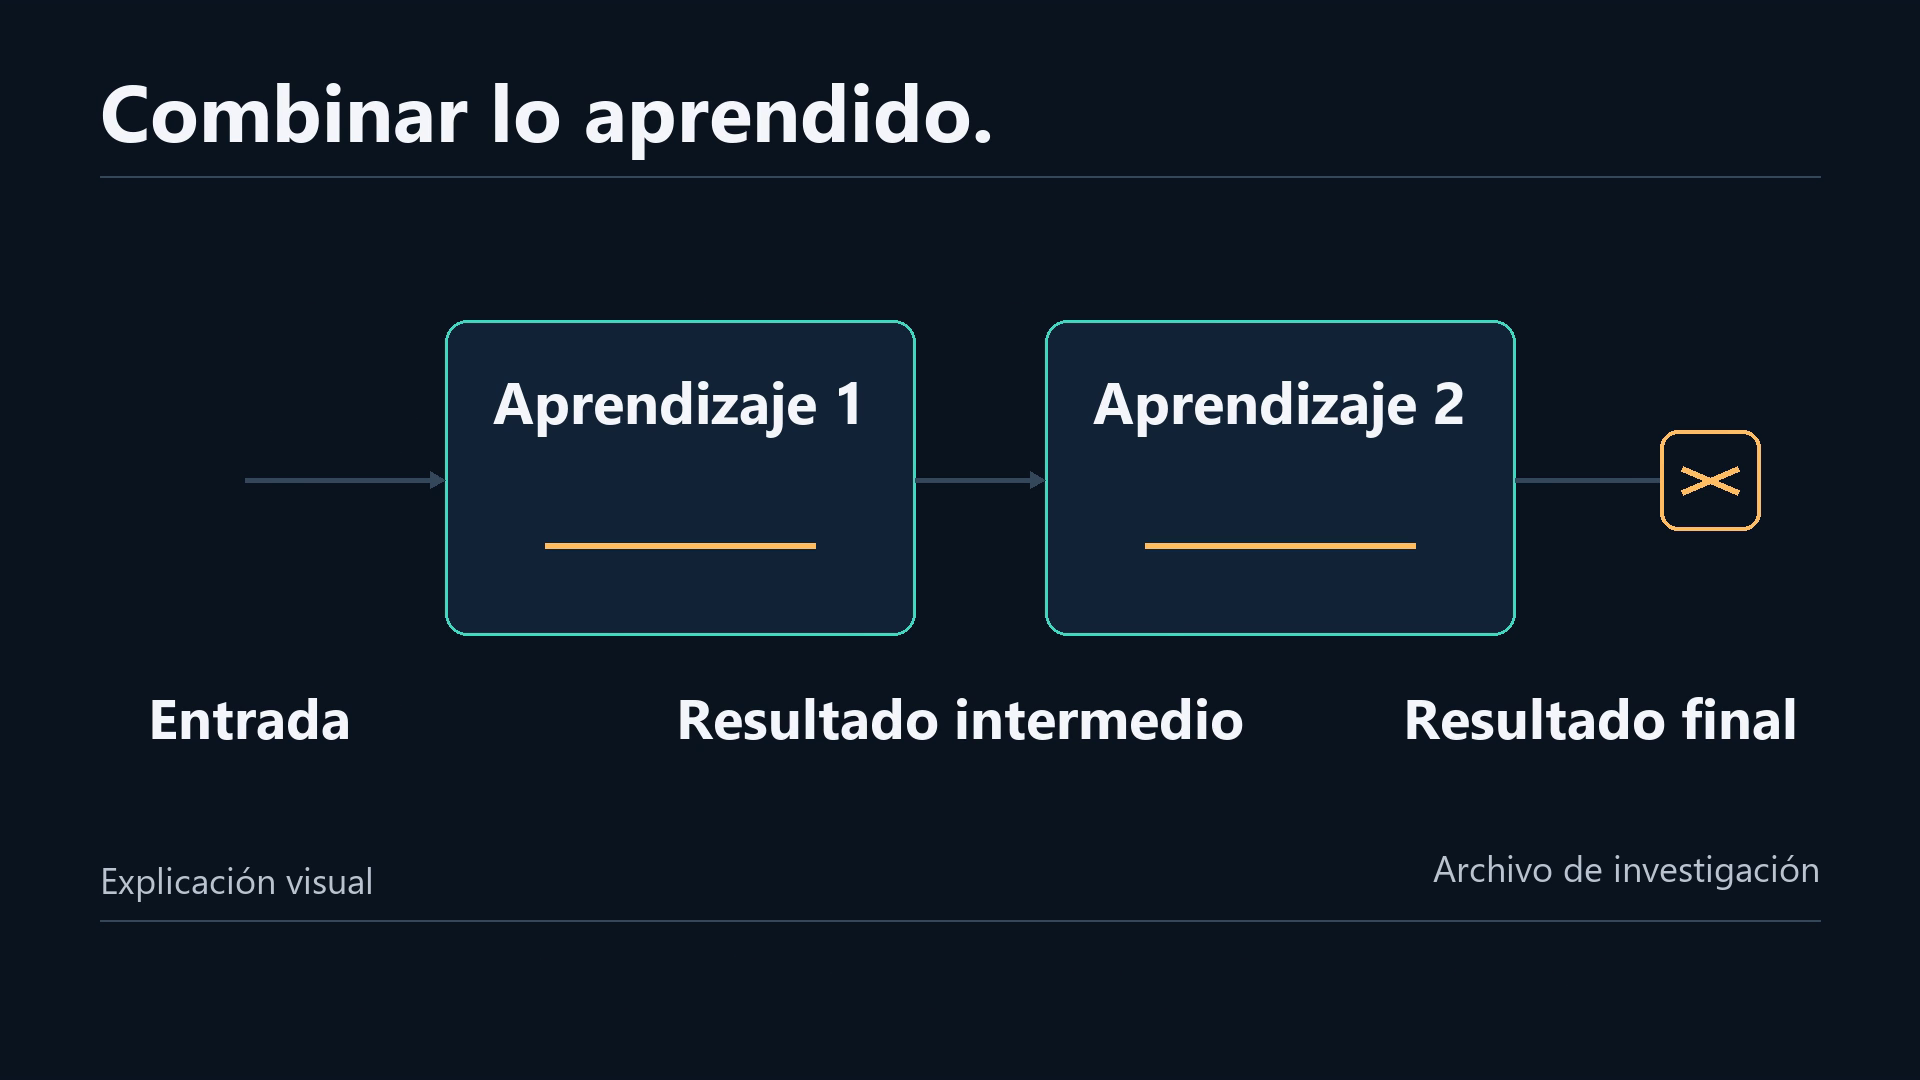 Combinar lo aprendido.
Aprendizaje 1
Aprendizaje 2
Entrada
Resultado intermedio
Resultado final
Explicación visual
Archivo de investigación